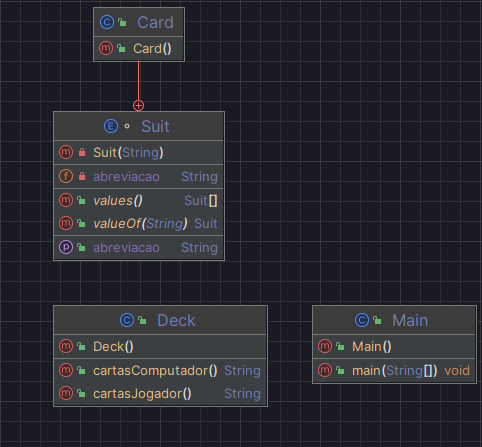 Card
Card()
Suit
Suit(String)
abreviacao String
values() Suit[]
valueOf(String) Suit
abreviacao String
Deck
Deck()
cartasComputador() String
cartasJogador() String
Main
Main()
main(String[]) void